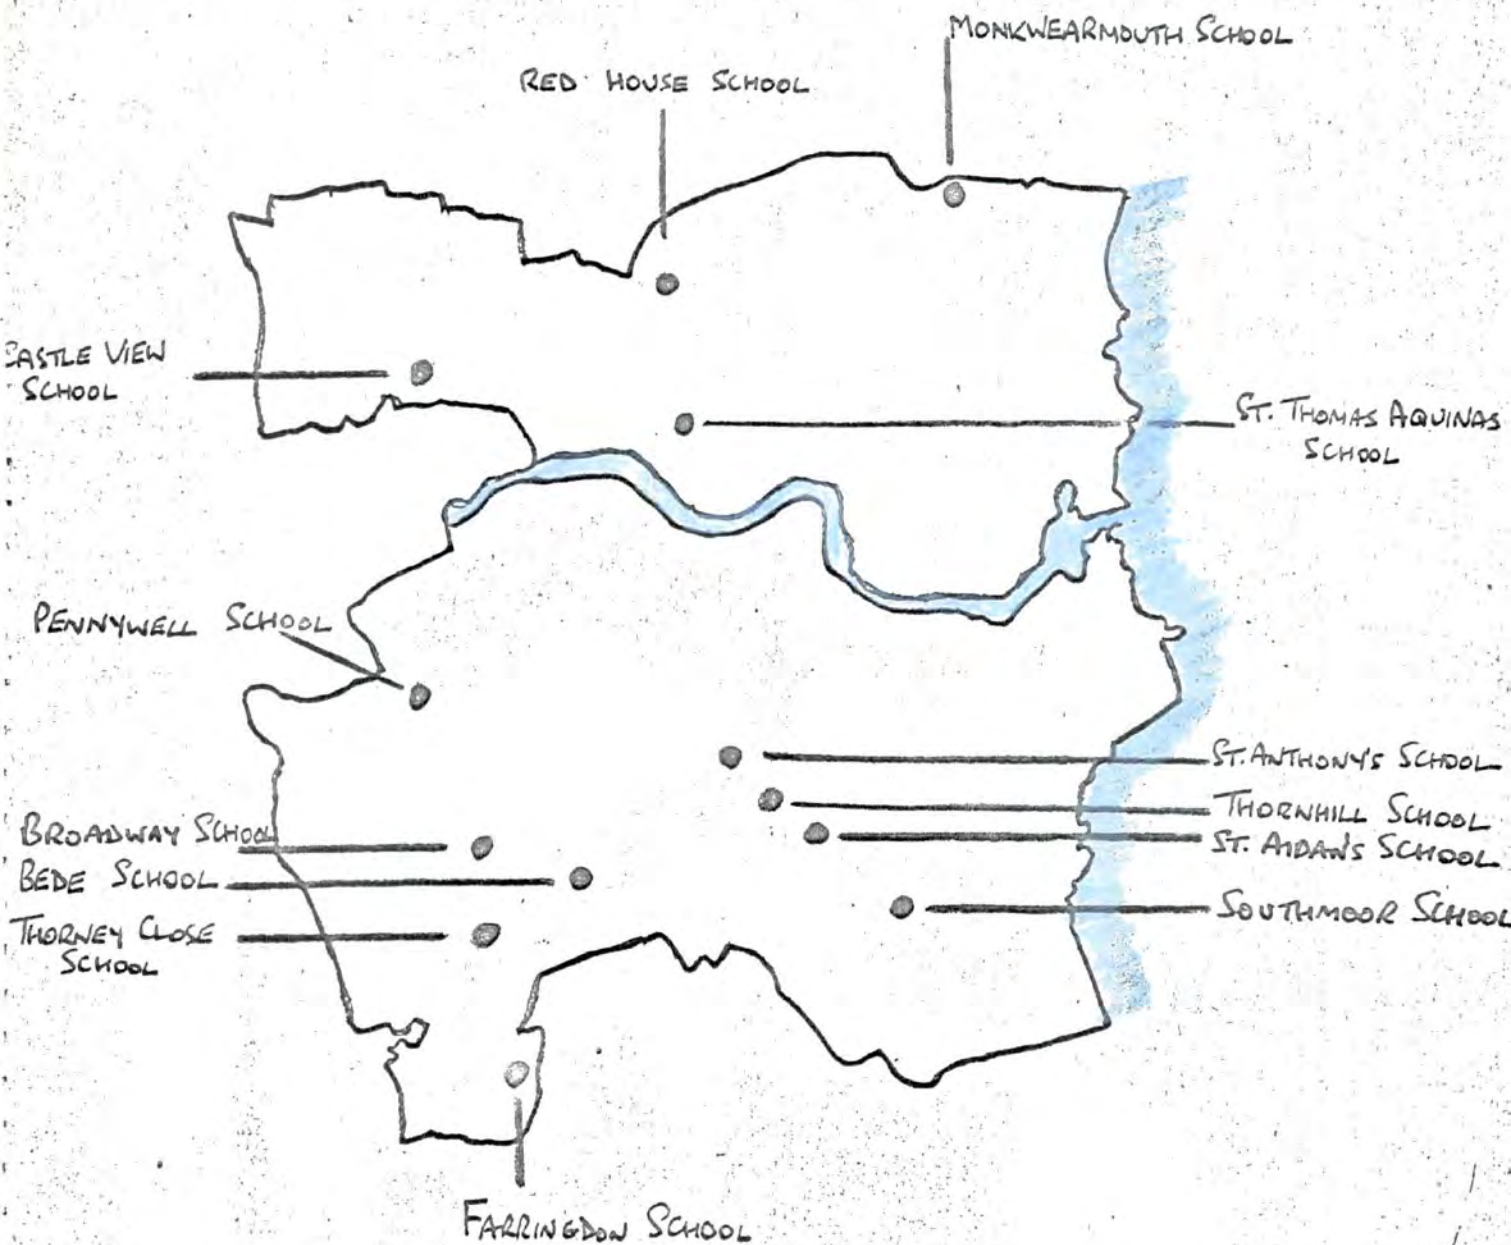 MONKWEARMOUTH SCHOOL
RED HOUSE SCHOOL
CASTLE VIEW
SCHOOL
ST. THOMAS AQUINAS
SCHOOL
PENNYWELL SCHOOL
ST. ANTHONY'S SCHOOL
THORNHILL SCHOOL
ST. AIDAN'S SCHOOL
BROADWAY SCHOOL
BEDE SCHOOL
SOUTHMOOR SCHOOL
THORNEY CLOSE
SCHOOL
FARRINGDON SCHOOL